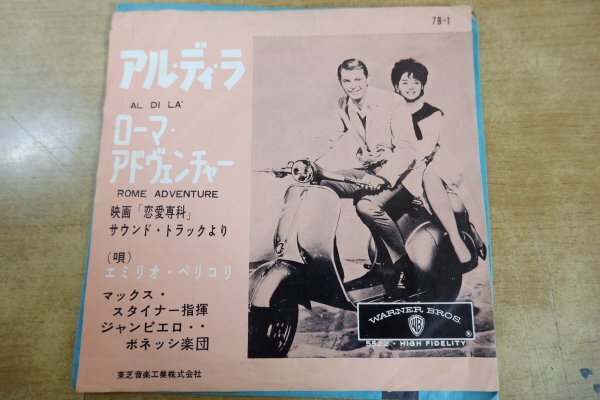 7B-1
アル・ディ・ラ
AL DI LA'
ローマ・
アドヴェンチャー
ROME ADVENTURE
映画「恋愛専科」
サウンド・トラックより
(唄)
エミリオ・ペリコリ
マックス・
スタイナー指揮
ジャンピエロ・・
ボネッシ楽団
WARNER BROS.
WB
5522 • HIGH FIDELITY
東芝音楽工業株式会社